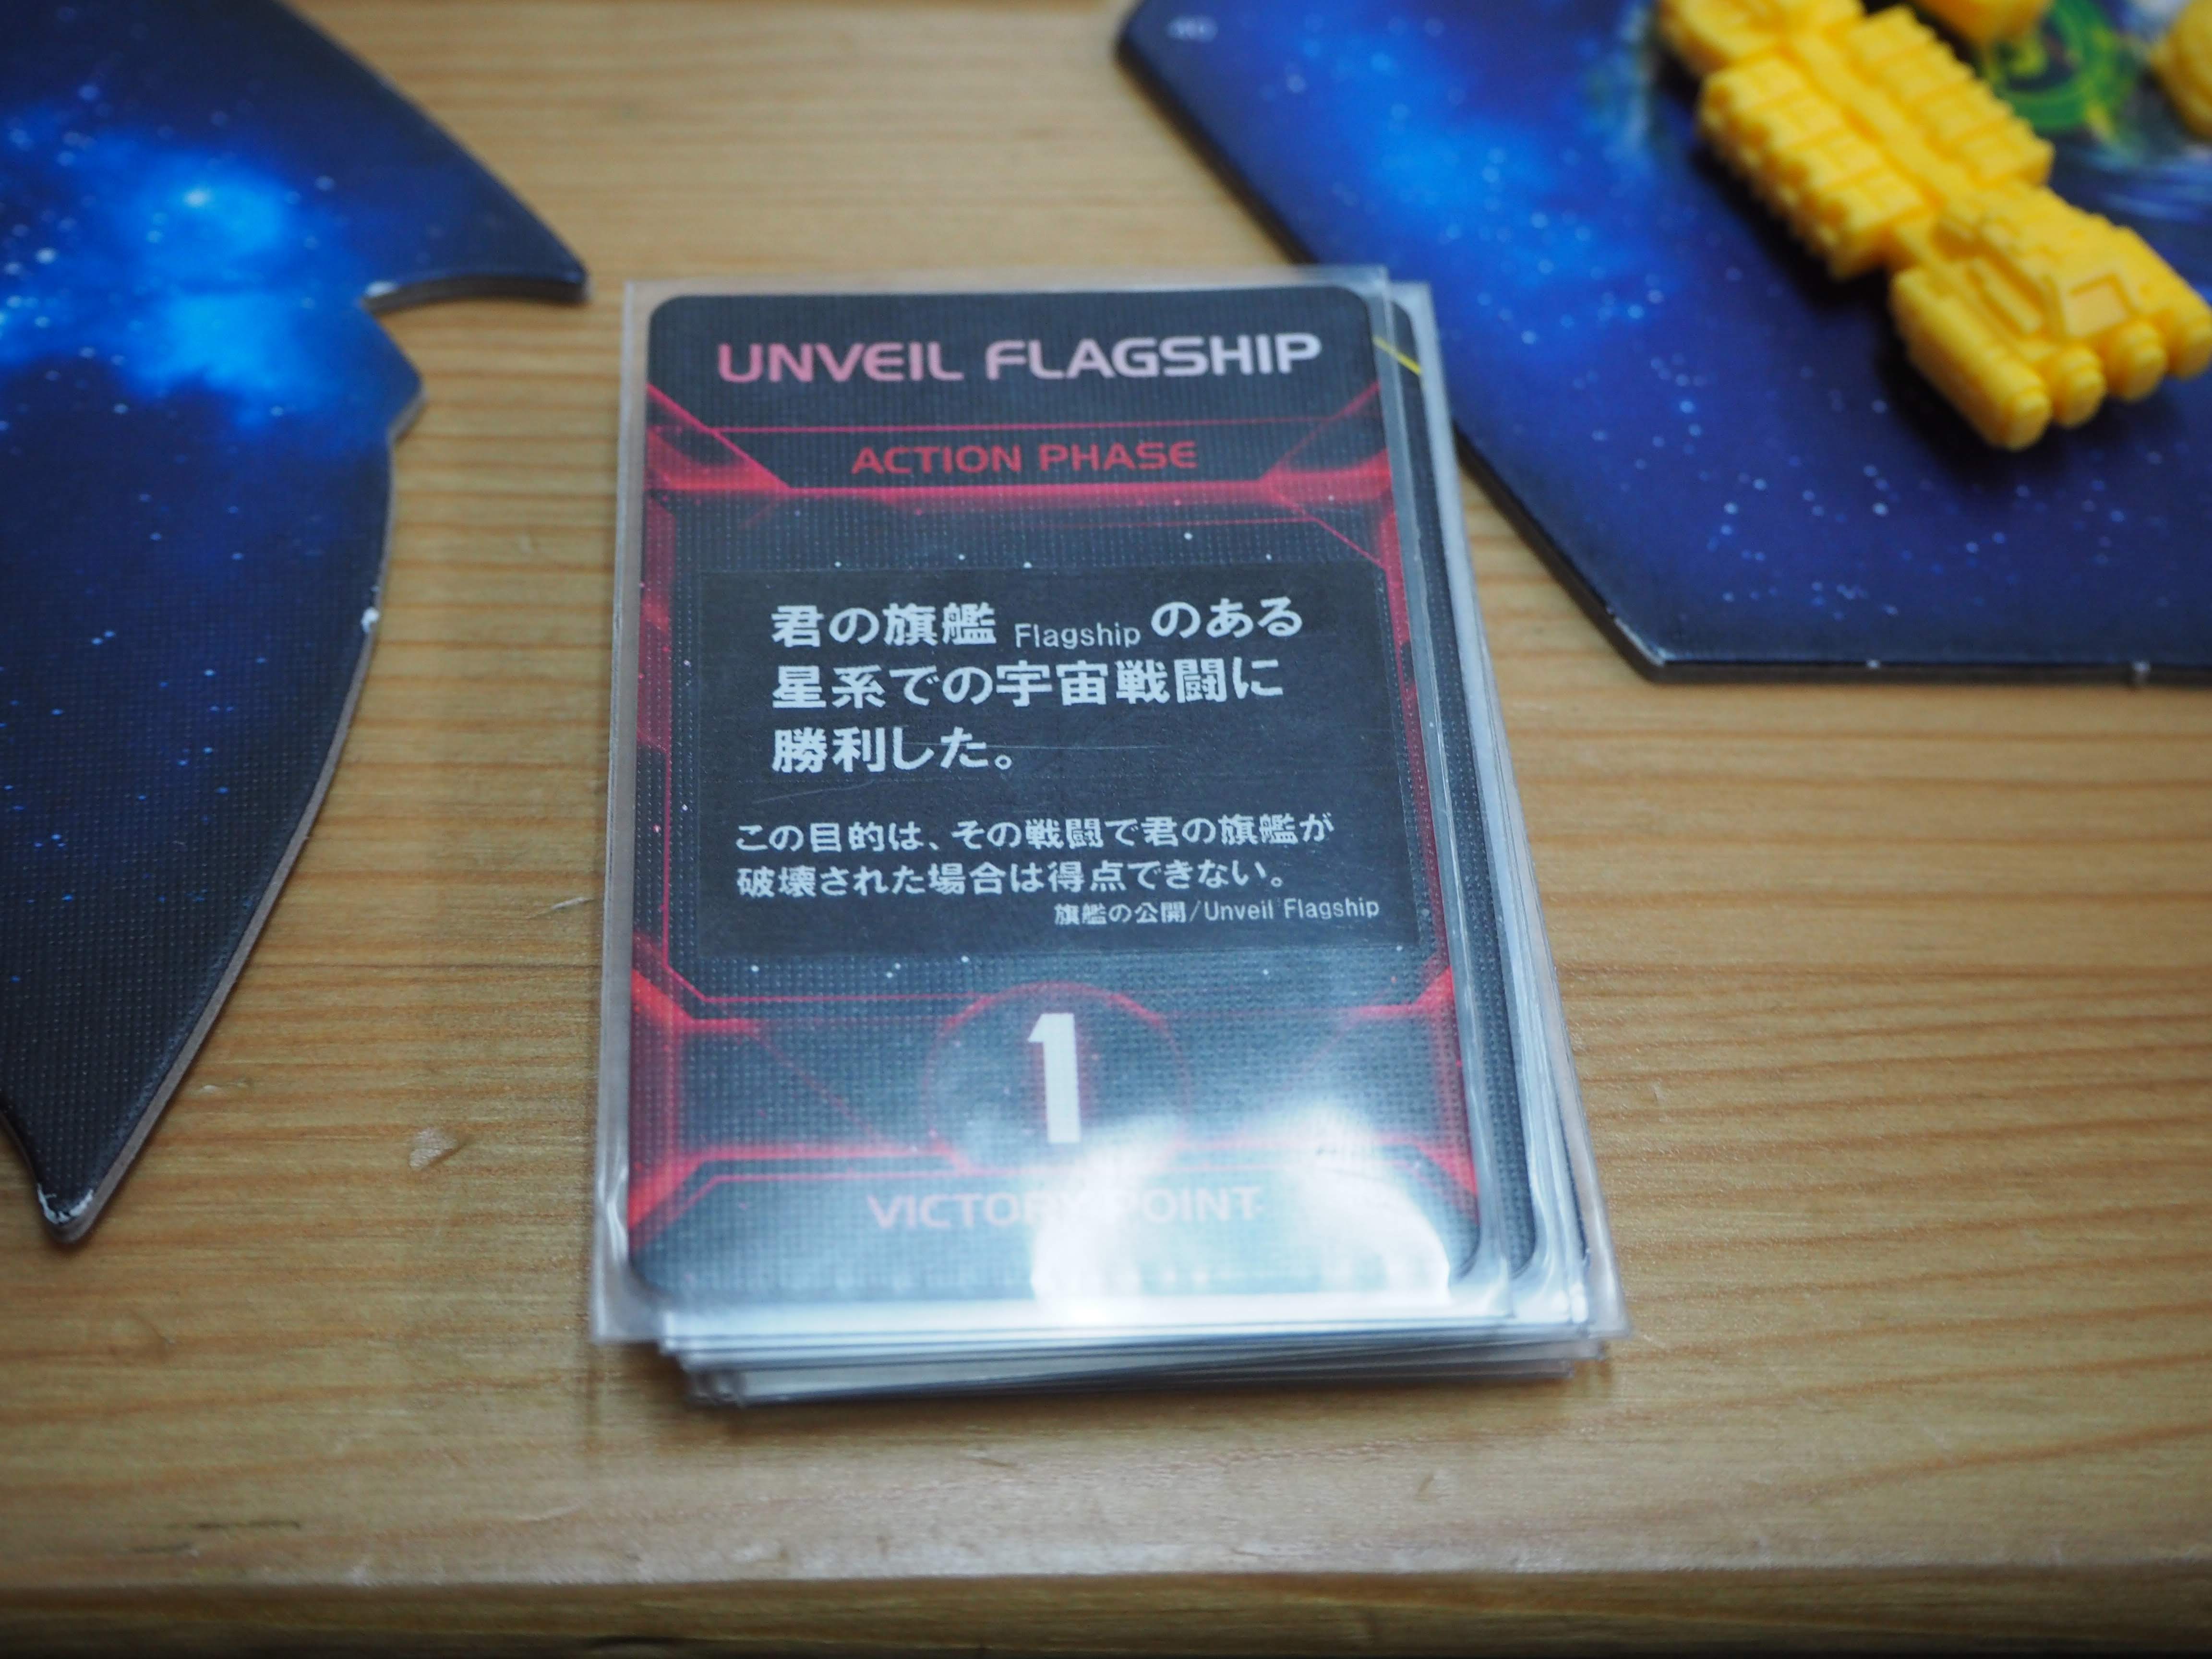 UNVEIL FLAGSHIP
ACTION PHASE
君の旗艦 Flagship のある
星系での宇宙戦闘に
勝利した。
この目的は、その戦闘で君の旗艦が
破壊された場合は得点できない。
旗艦の公開/Unveil Flagship
1
VICTORY POINT